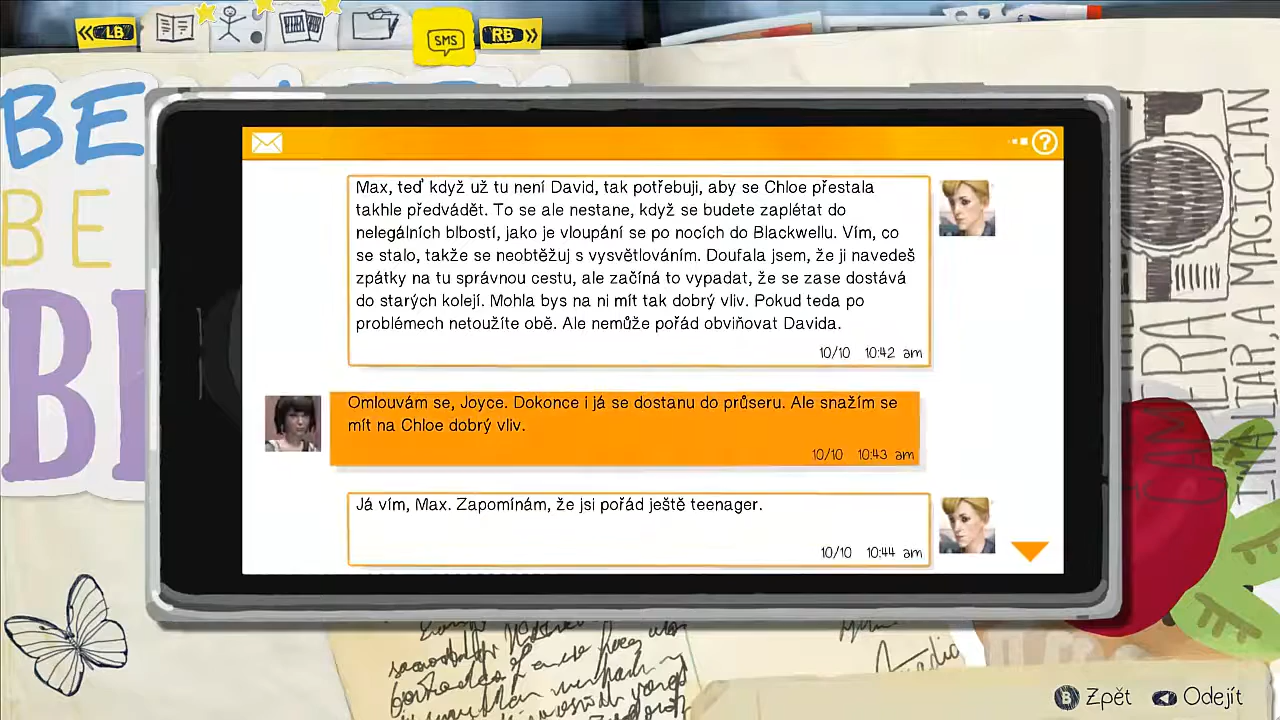 LB
SMS
RB
BE
BE
Max, teď když už tu není David, tak potřebuji, aby se Chloe přestala
takhle předvádět. To se ale nestane, když se budete zaplétat do
nelegálních blbostí, jako je vloupání se po nocích do Blackwellu. Vím, co
se stalo, takže se neobtěžuj s vysvětlováním. Doufala jsem, že ji navedeš
zpátky na tu správnou cestu, ale začíná to vypadat, že se zase dostává
do starých kolejí. Mohla bys na ni mít tak dobrý vliv. Pokud teda po
problémech netoužíte obě. Ale nemůže pořád obviňovat Davida.
10/10 10:42 am
Omlouvám se, Joyce. Dokonce i já se dostanu do průseru. Ale snažím se
mít na Chloe dobrý vliv.
10/10 10:43 am
Já vím, Max. Zapomínám, že jsi pořád ještě teenager.
10/10 10:44 am
A MAGICIAN
B Zpět
Odejít